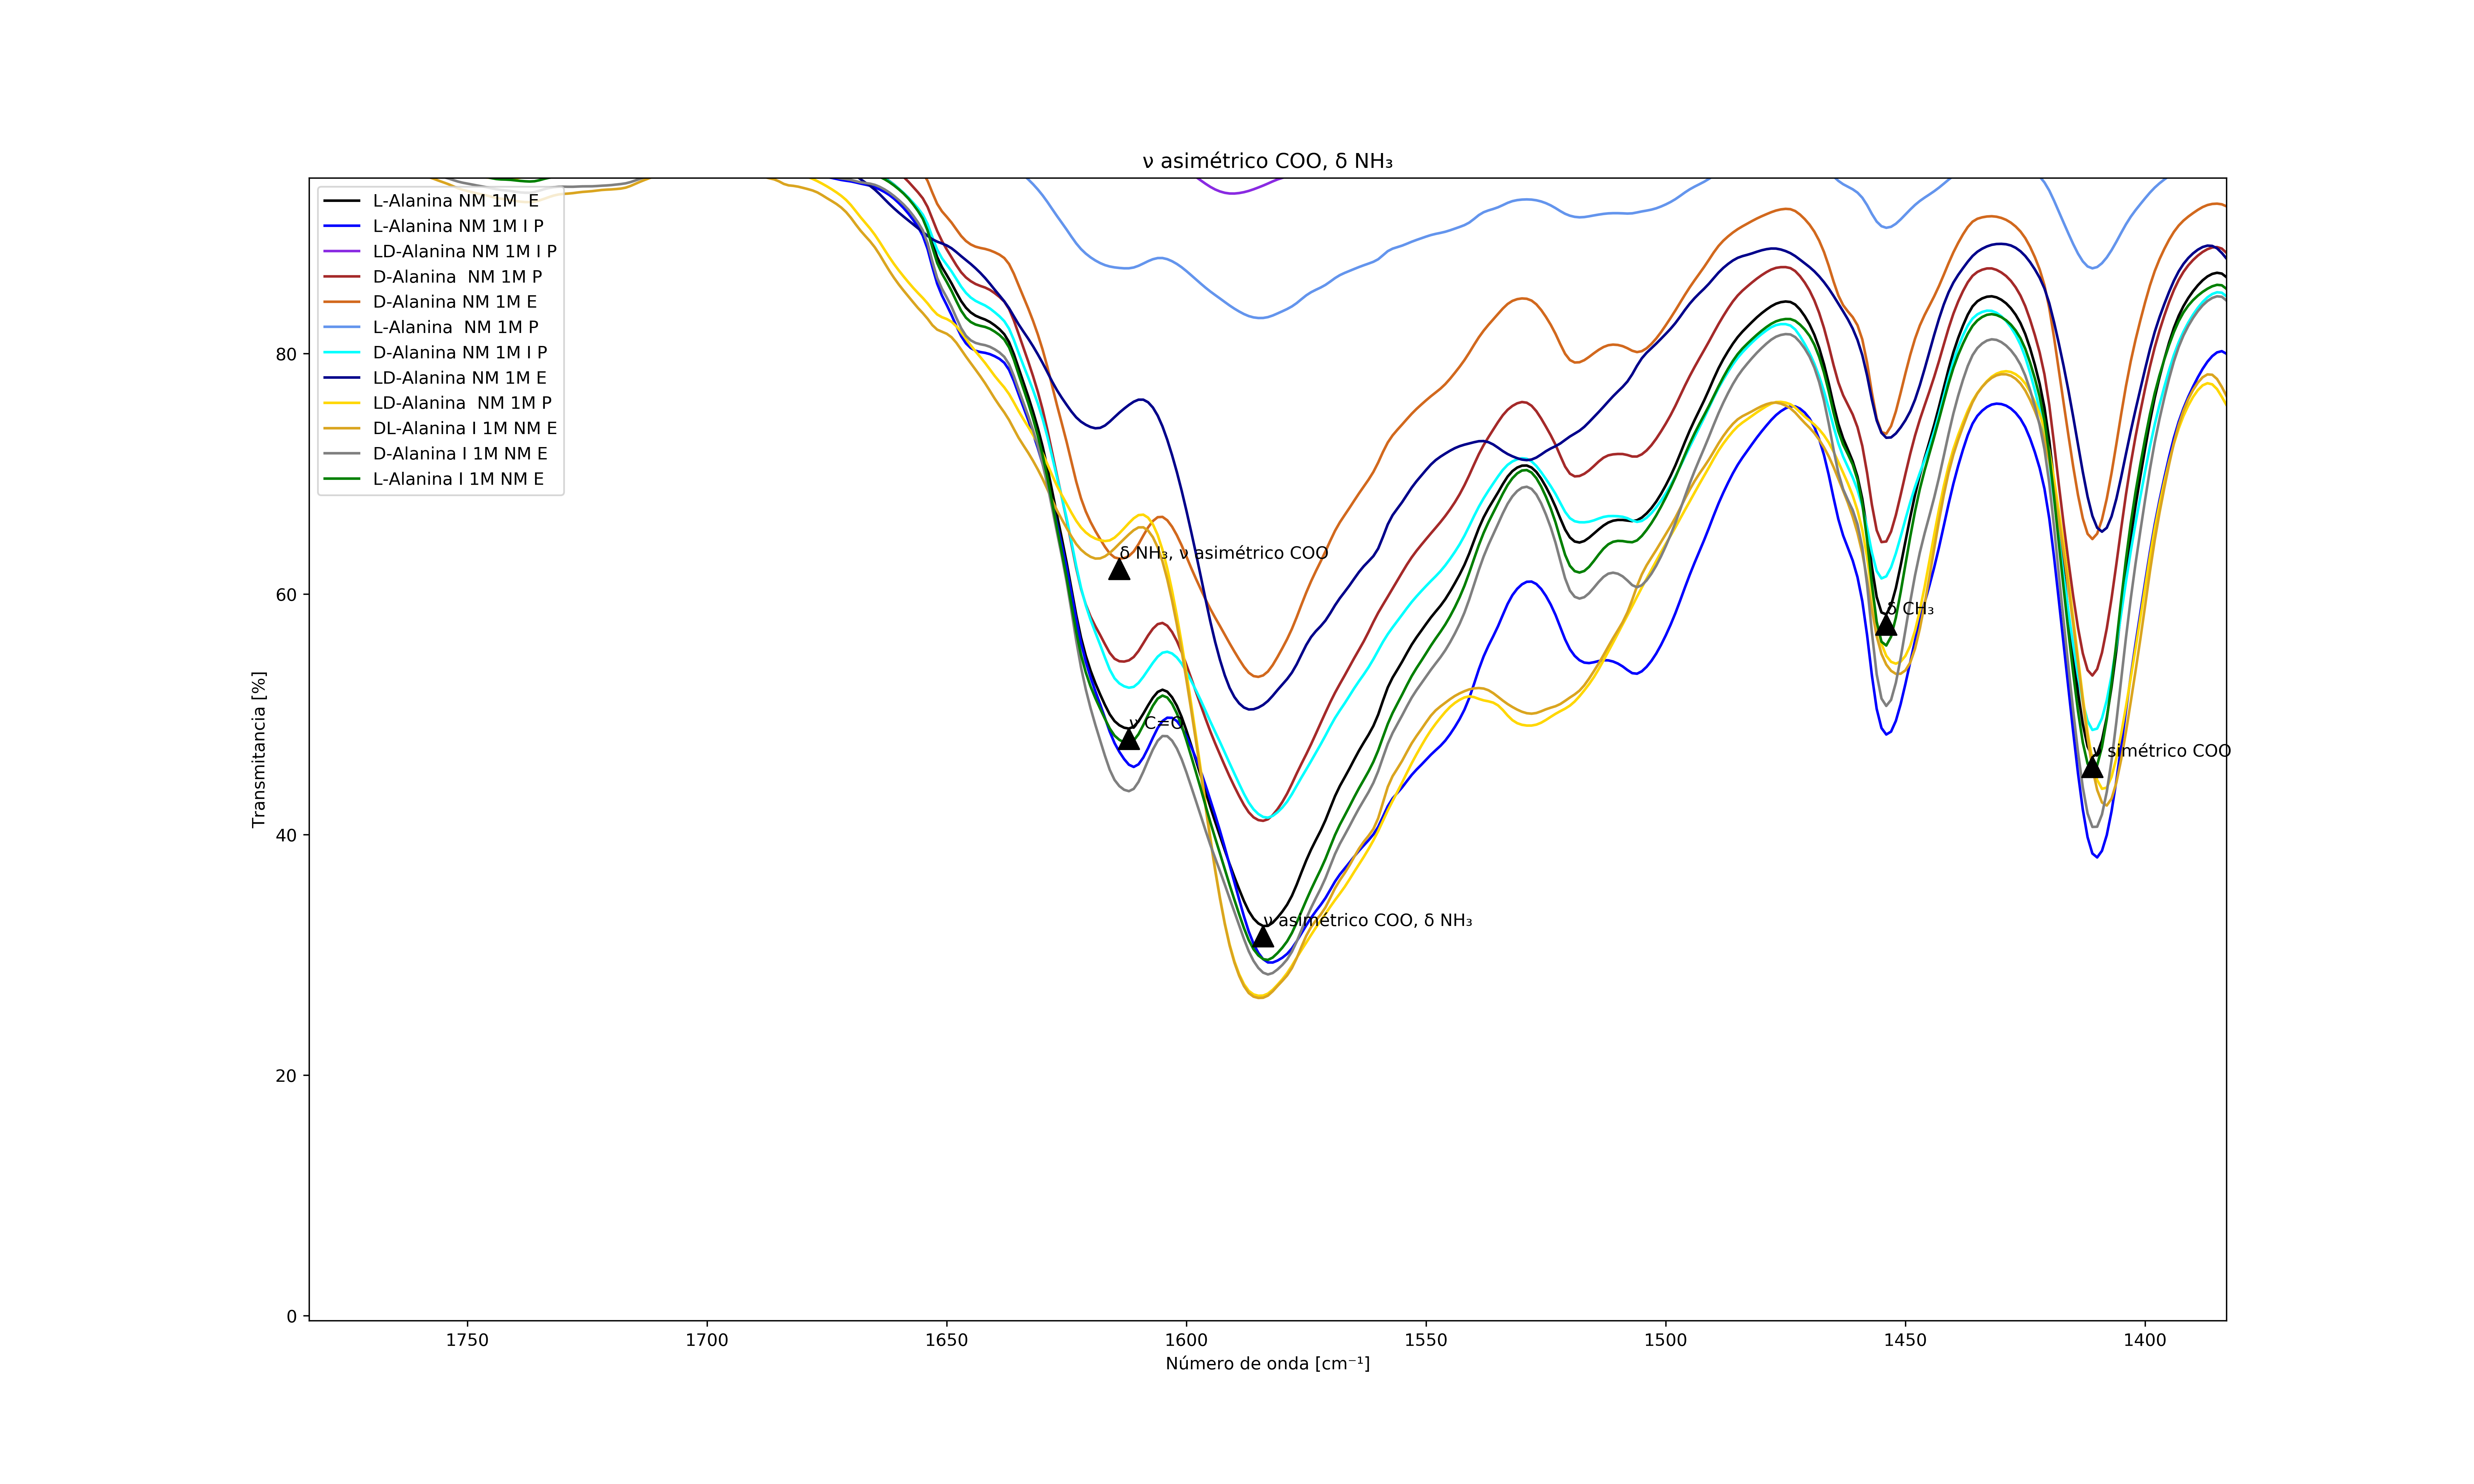 ν asimétrico COO, δ NH₃
L-Alanina NM 1M  E
L-Alanina NM 1M I P
LD-Alanina NM 1M I P
D-Alanina  NM 1M P
D-Alanina NM 1M E
L-Alanina  NM 1M P
D-Alanina NM 1M I P
LD-Alanina NM 1M E
LD-Alanina  NM 1M P
DL-Alanina I 1M NM E
D-Alanina I 1M NM E
L-Alanina I 1M NM E
δ NH₃, ν asimétrico COO
δ CH₃
ν C=O
ν simétrico COO
ν asimétrico COO, δ NH₃
Transmitancia [%]
80
60
40
20
0
1750 1700 1650 1600 1550 1500 1450 1400
Número de onda [cm⁻¹]